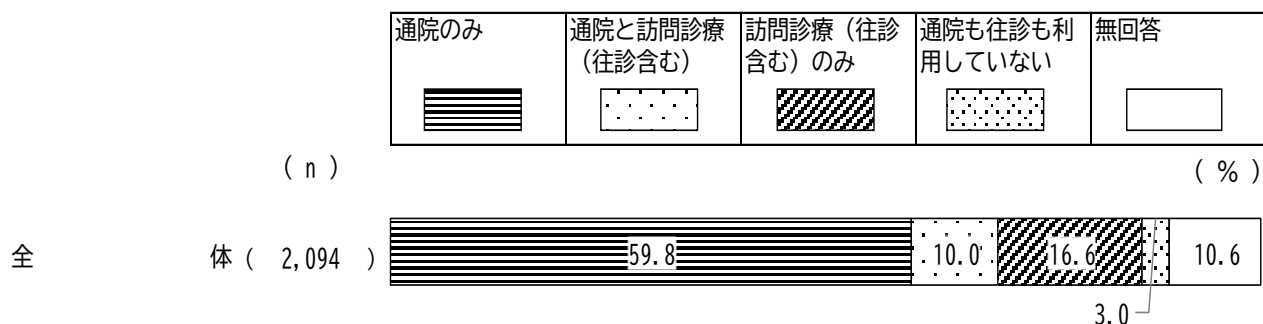 通院のみ
通院と訪問診療
（往診含む）
訪問診療（往診
含む）のみ
通院も往診も利
用していない
無回答
( n )
( % )
全 体 ( 2,094 ) 59.8 10.0 16.6 10.6
3.0